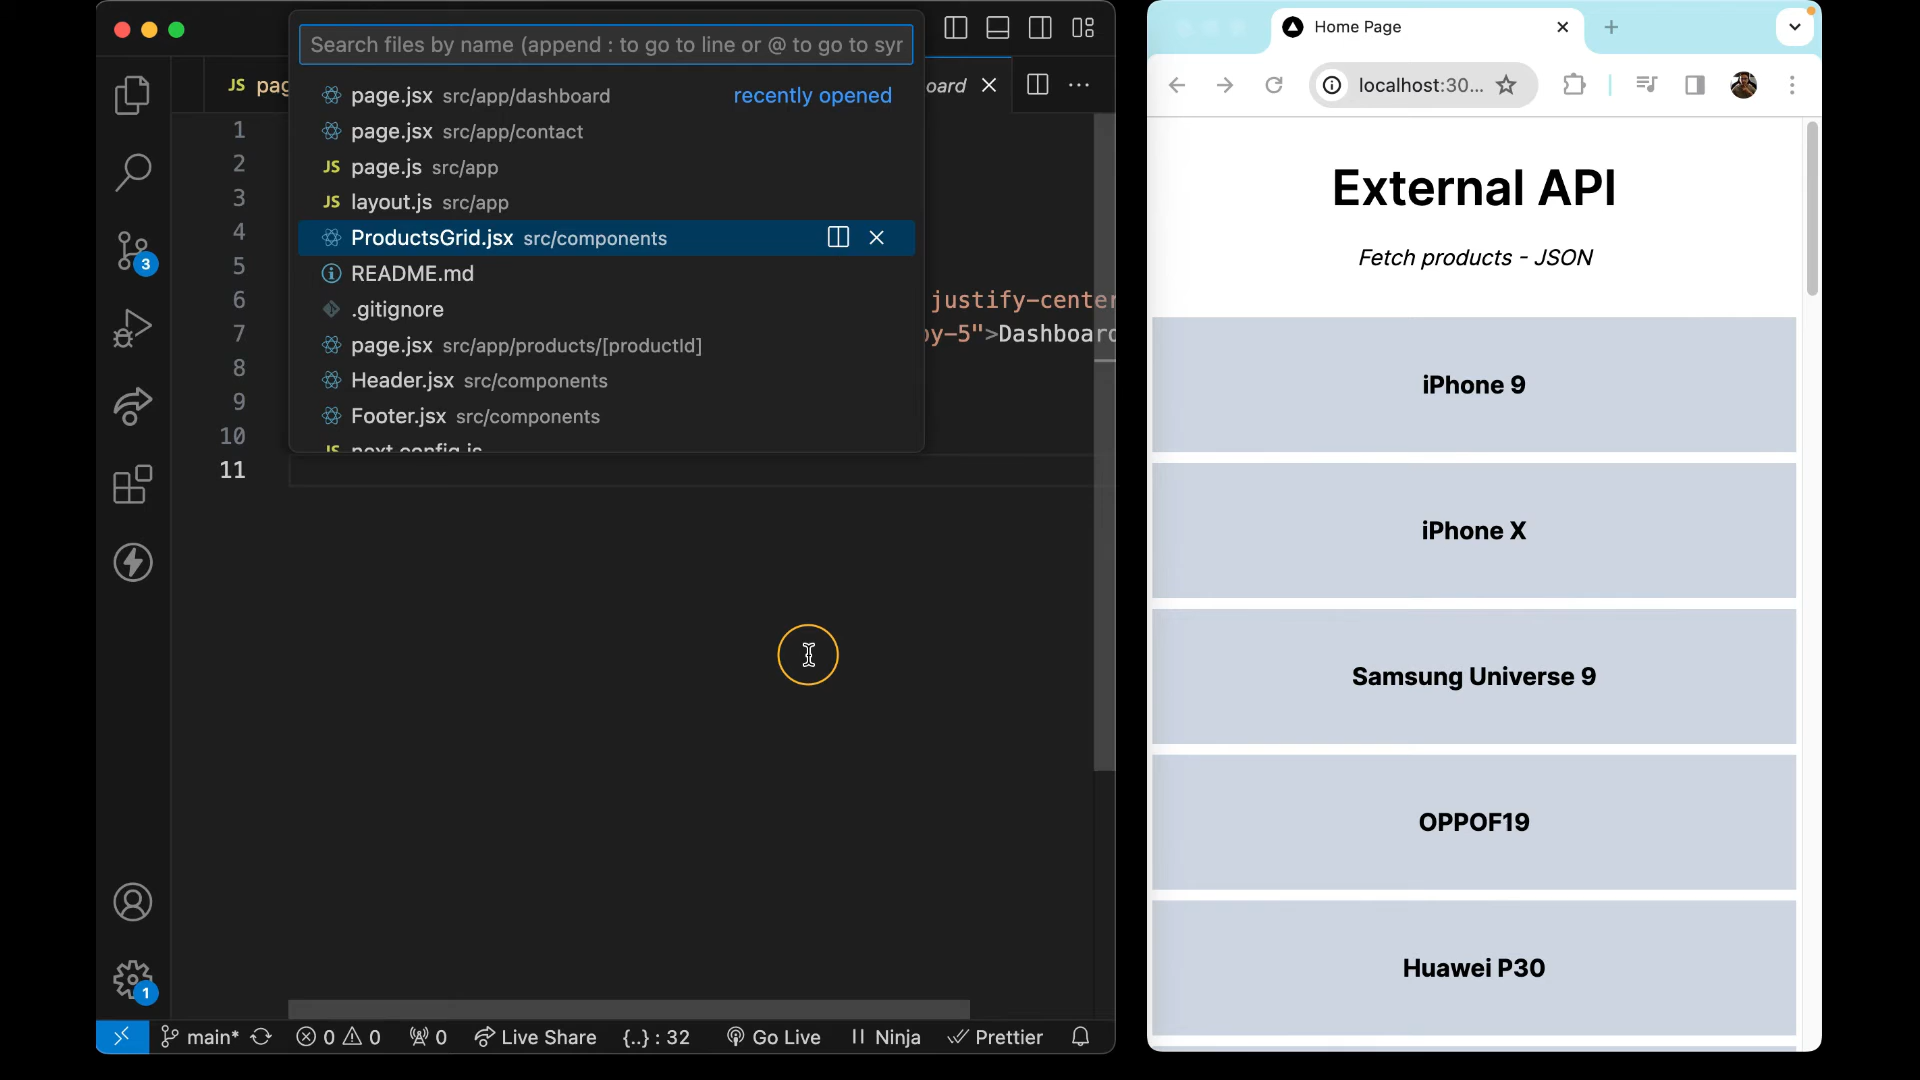 Search files by name (append : to go to line or @ to go to syr
JS pag
oard
page.jsx src/app/dashboard recently opened
page.jsx src/app/contact
JS page.js src/app
JS layout.js src/app
ProductsGrid.jsx src/components
README.md
.gitignore
page.jsx src/app/products/[productId]
Header.jsx src/components
Footer.jsx src/components
JS next.config.js
1
2
3
4
5
6 justify-center
7 py-5">Dashboard
8
9
10
11
3
1
main* 0 0 0 Live Share {..} : 32 Go Live Ninja Prettier
Home Page
localhost:30...
External API
Fetch products - JSON
iPhone 9
iPhone X
Samsung Universe 9
OPPOF19
Huawei P30